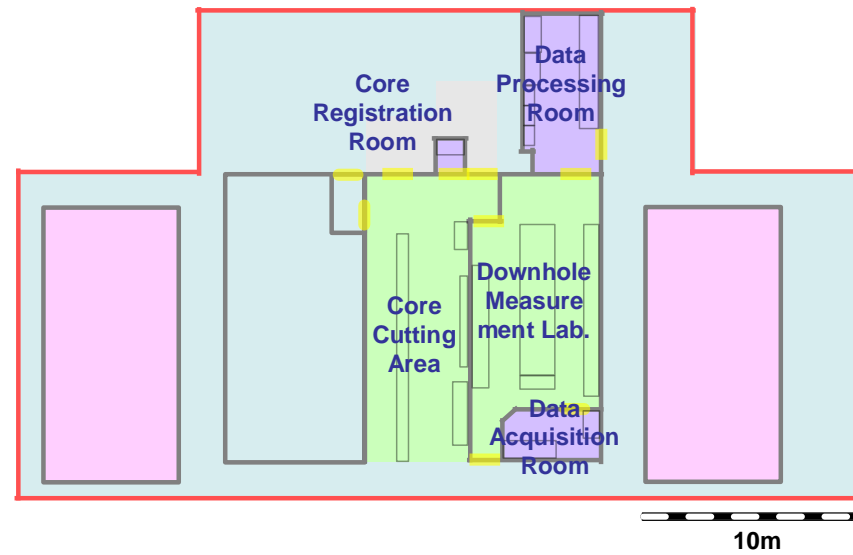 Data
Processing
Room
Core
Registration
Room
Downhole
Measure
ment Lab.
Core
Cutting
Area
Data
Acquisition
Room
10m